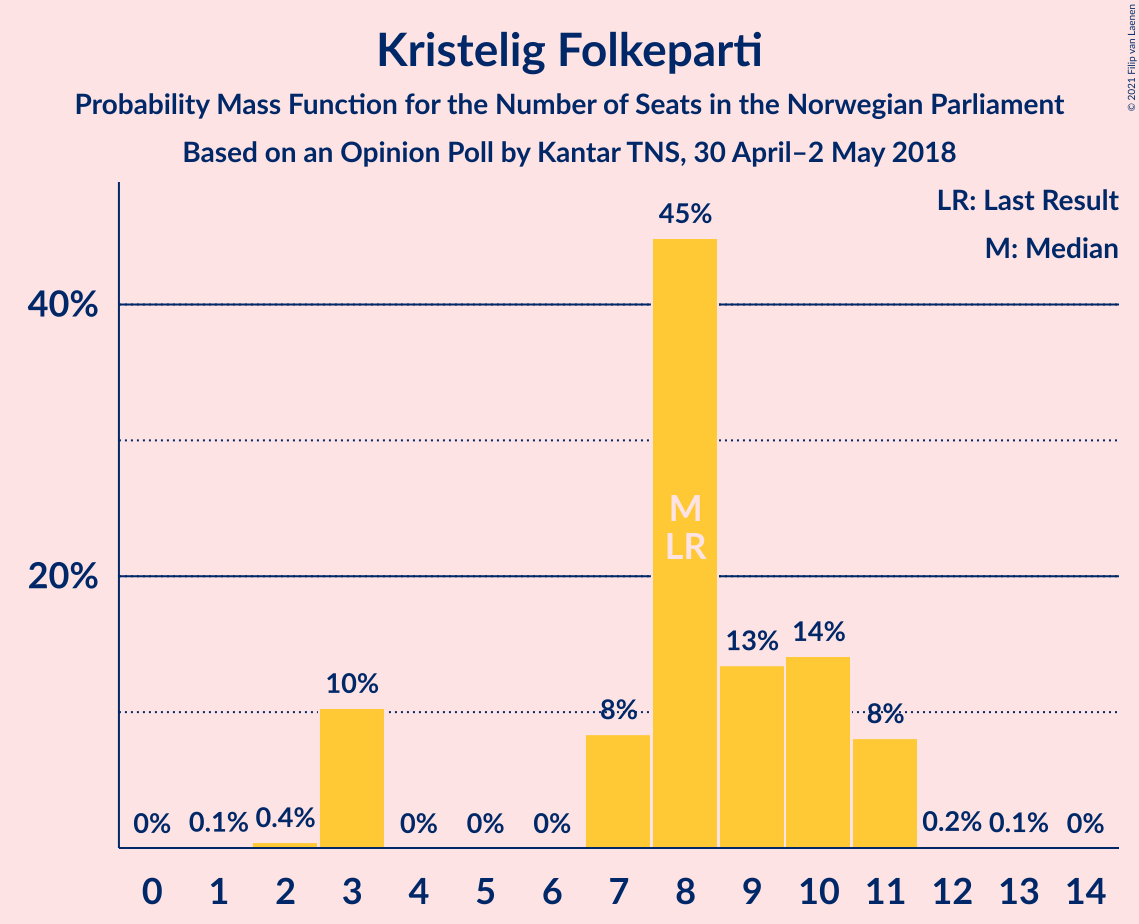 © 2021 Filip van Laenen
Kristelig Folkeparti
Probability Mass Function for the Number of Seats in the Norwegian Parliament
Based on an Opinion Poll by Kantar TNS, 30 April–2 May 2018
LR: Last Result
M: Median
40%
20%
0% 0.1% 0.4% 10% 0% 0% 0% 8% 45% 13% 14% 8% 0.2% 0.1% 0%
M
LR
0 1 2 3 4 5 6 7 8 9 10 11 12 13 14